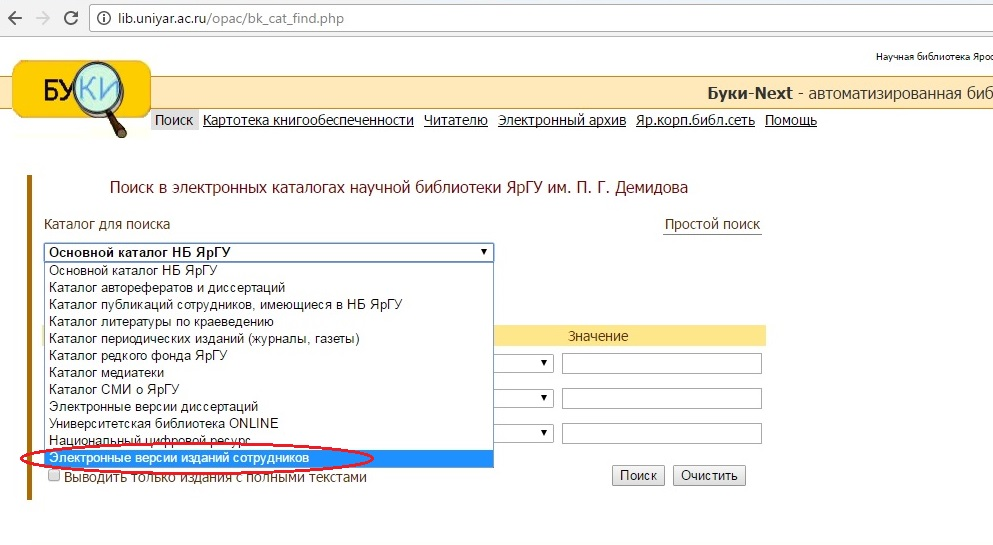 lib.uniyar.ac.ru/opac/bk_cat_find.php
Научная библиотека Ярос
БУКИ
Буки-Next - автоматизированная биб
Поиск Картотека книгообеспеченности Читателю Электронный архив Яр.корп.библ.сеть Помощь
Поиск в электронных каталогах научной библиотеки ЯрГУ им. П. Г. Демидова
Каталог для поиска Простой поиск
Основной каталог НБ ЯрГУ
Основной каталог НБ ЯрГУ
Каталог авторефератов и диссертаций
Каталог публикаций сотрудников, имеющиеся в НБ ЯрГУ
Каталог литературы по краеведению
Каталог периодических изданий (журналы, газеты) Значение
Каталог редкого фонда ЯрГУ
Каталог медиатеки
Каталог СМИ о ЯрГУ
Электронные версии диссертаций
Университетская библиотека ONLINE
Национальный цифровой ресурс
Электронные версии изданий сотрудников
Выводить только издания с полными текстами Поиск Очистить